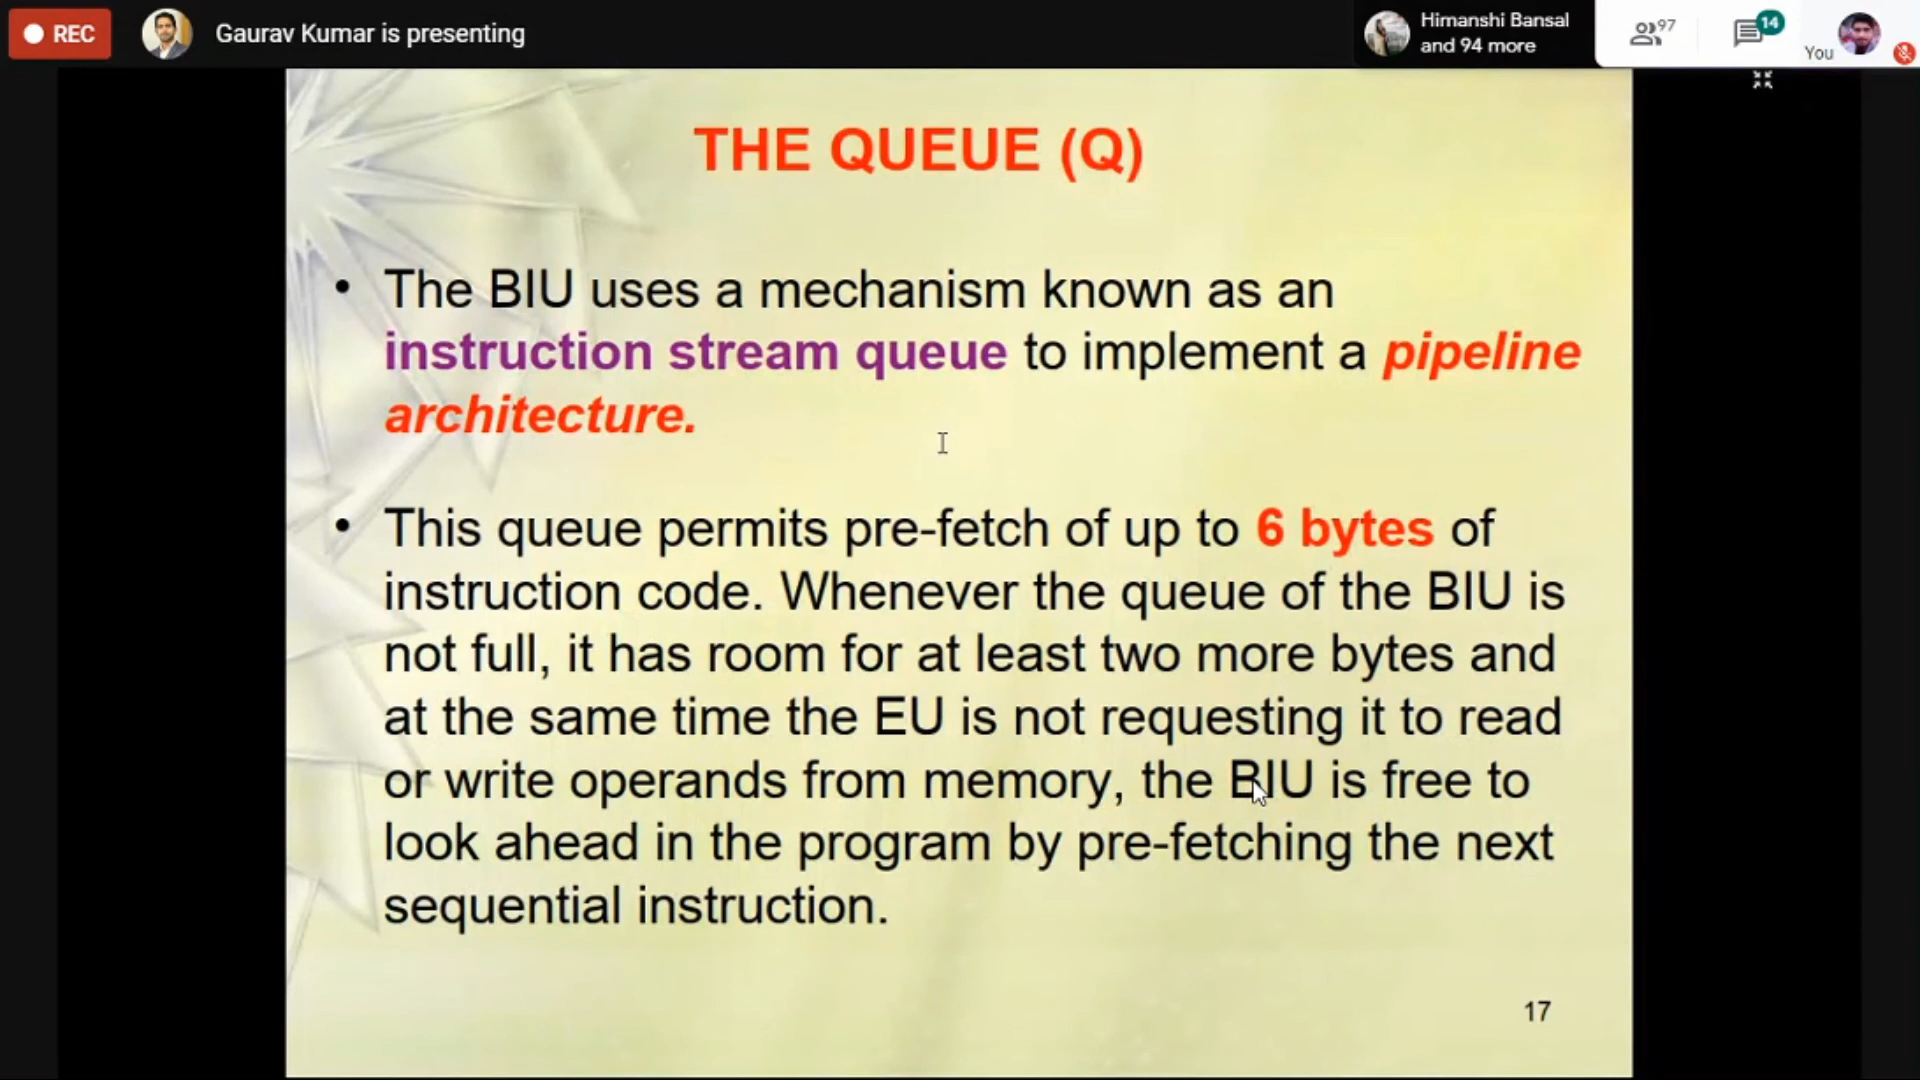 REC
Gaurav Kumar is presenting
Himanshi Bansal
and 94 more
97
14
You
THE QUEUE (Q)
• The BIU uses a mechanism known as an
instruction stream queue to implement a pipeline
architecture.
• This queue permits pre-fetch of up to 6 bytes of
instruction code. Whenever the queue of the BIU is
not full, it has room for at least two more bytes and
at the same time the EU is not requesting it to read
or write operands from memory, the BIU is free to
look ahead in the program by pre-fetching the next
sequential instruction.
17